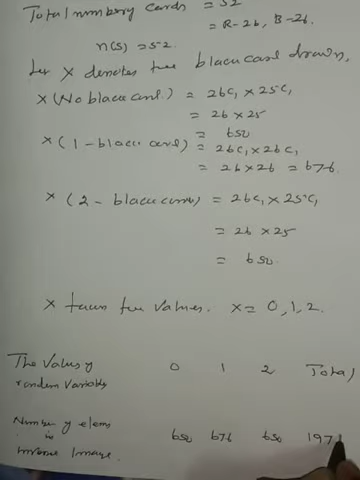 Total number of cards = 52
= R-26, B-26.
n(s) = 52.
Let X denotes the black card drawn,
X (No black card.) = 26C₁ × 25C₁
= 26 × 25
= 650
X (1 - black card) = 26C₁ × 26C₁
= 26 × 26 = 676
X (2 - black cards) = 26C₁ × 25C₁
= 26 × 25
= 650
X takes the values. X = 0, 1, 2.
The Values of 0 1 2 Total
random Variable
Number of elems 650 676 650 197
in
inverse Image.